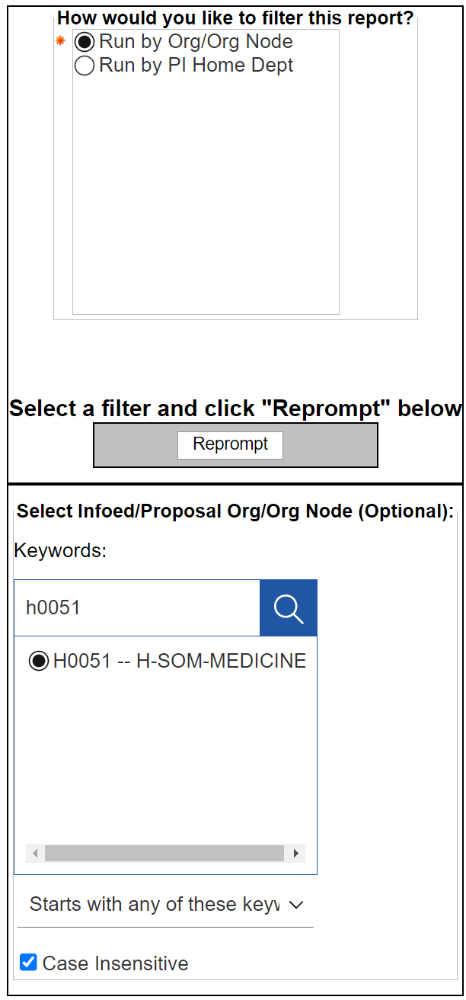 How would you like to filter this report?
Run by Org/Org Node
Run by PI Home Dept
Select a filter and click "Reprompt" below
Reprompt
Select Infoed/Proposal Org/Org Node (Optional):
Keywords:
h0051
H0051 -- H-SOM-MEDICINE
Starts with any of these
Case Insensitive